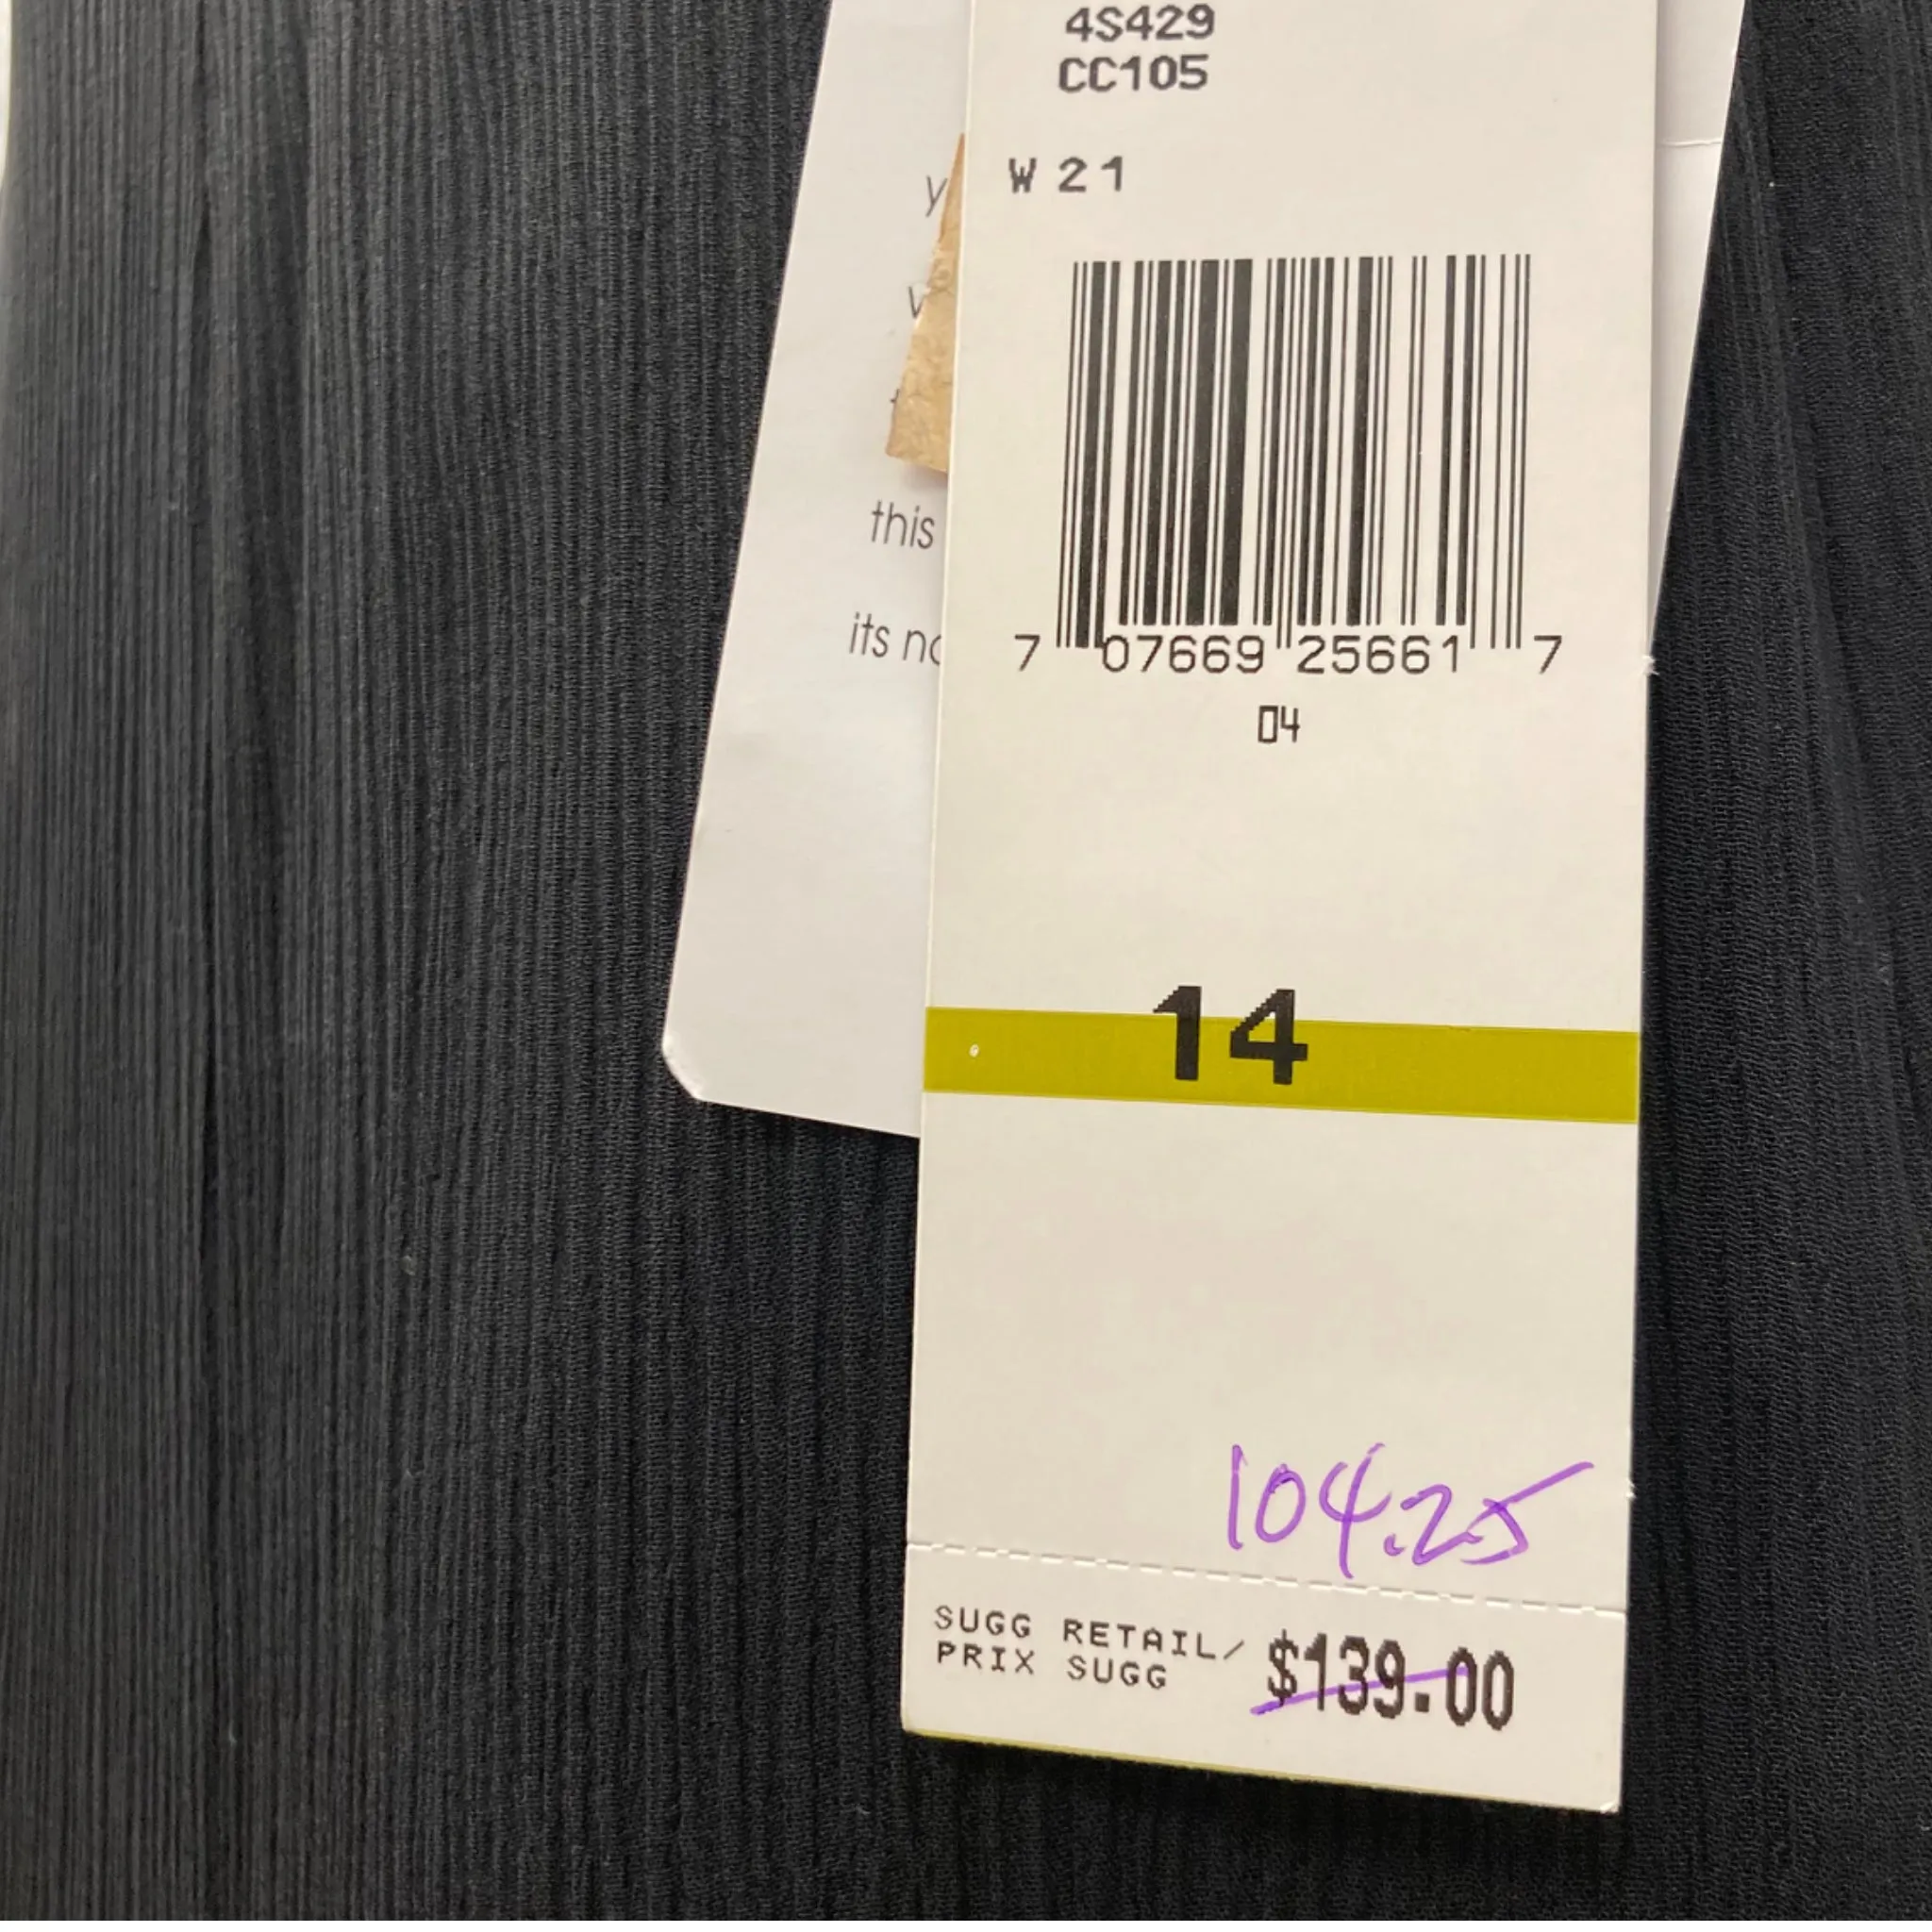 4S429
CC105
W 21
this
its
7 07669 25661 7
04
14
104.25
SUGG RETAIL/
PRIX SUGG
$139.00